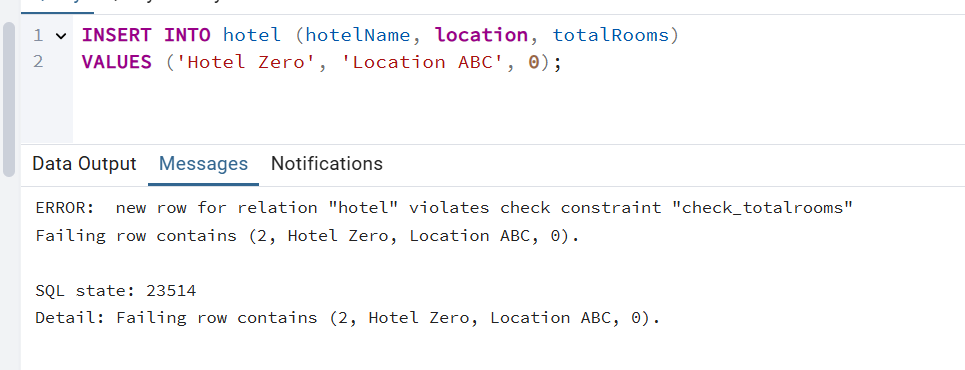 1 INSERT INTO hotel (hotelName, location, totalRooms)
2 VALUES ('Hotel Zero', 'Location ABC', 0);
Data Output Messages Notifications
ERROR:  new row for relation "hotel" violates check constraint "check_totalrooms"
Failing row contains (2, Hotel Zero, Location ABC, 0).
SQL state: 23514
Detail: Failing row contains (2, Hotel Zero, Location ABC, 0).